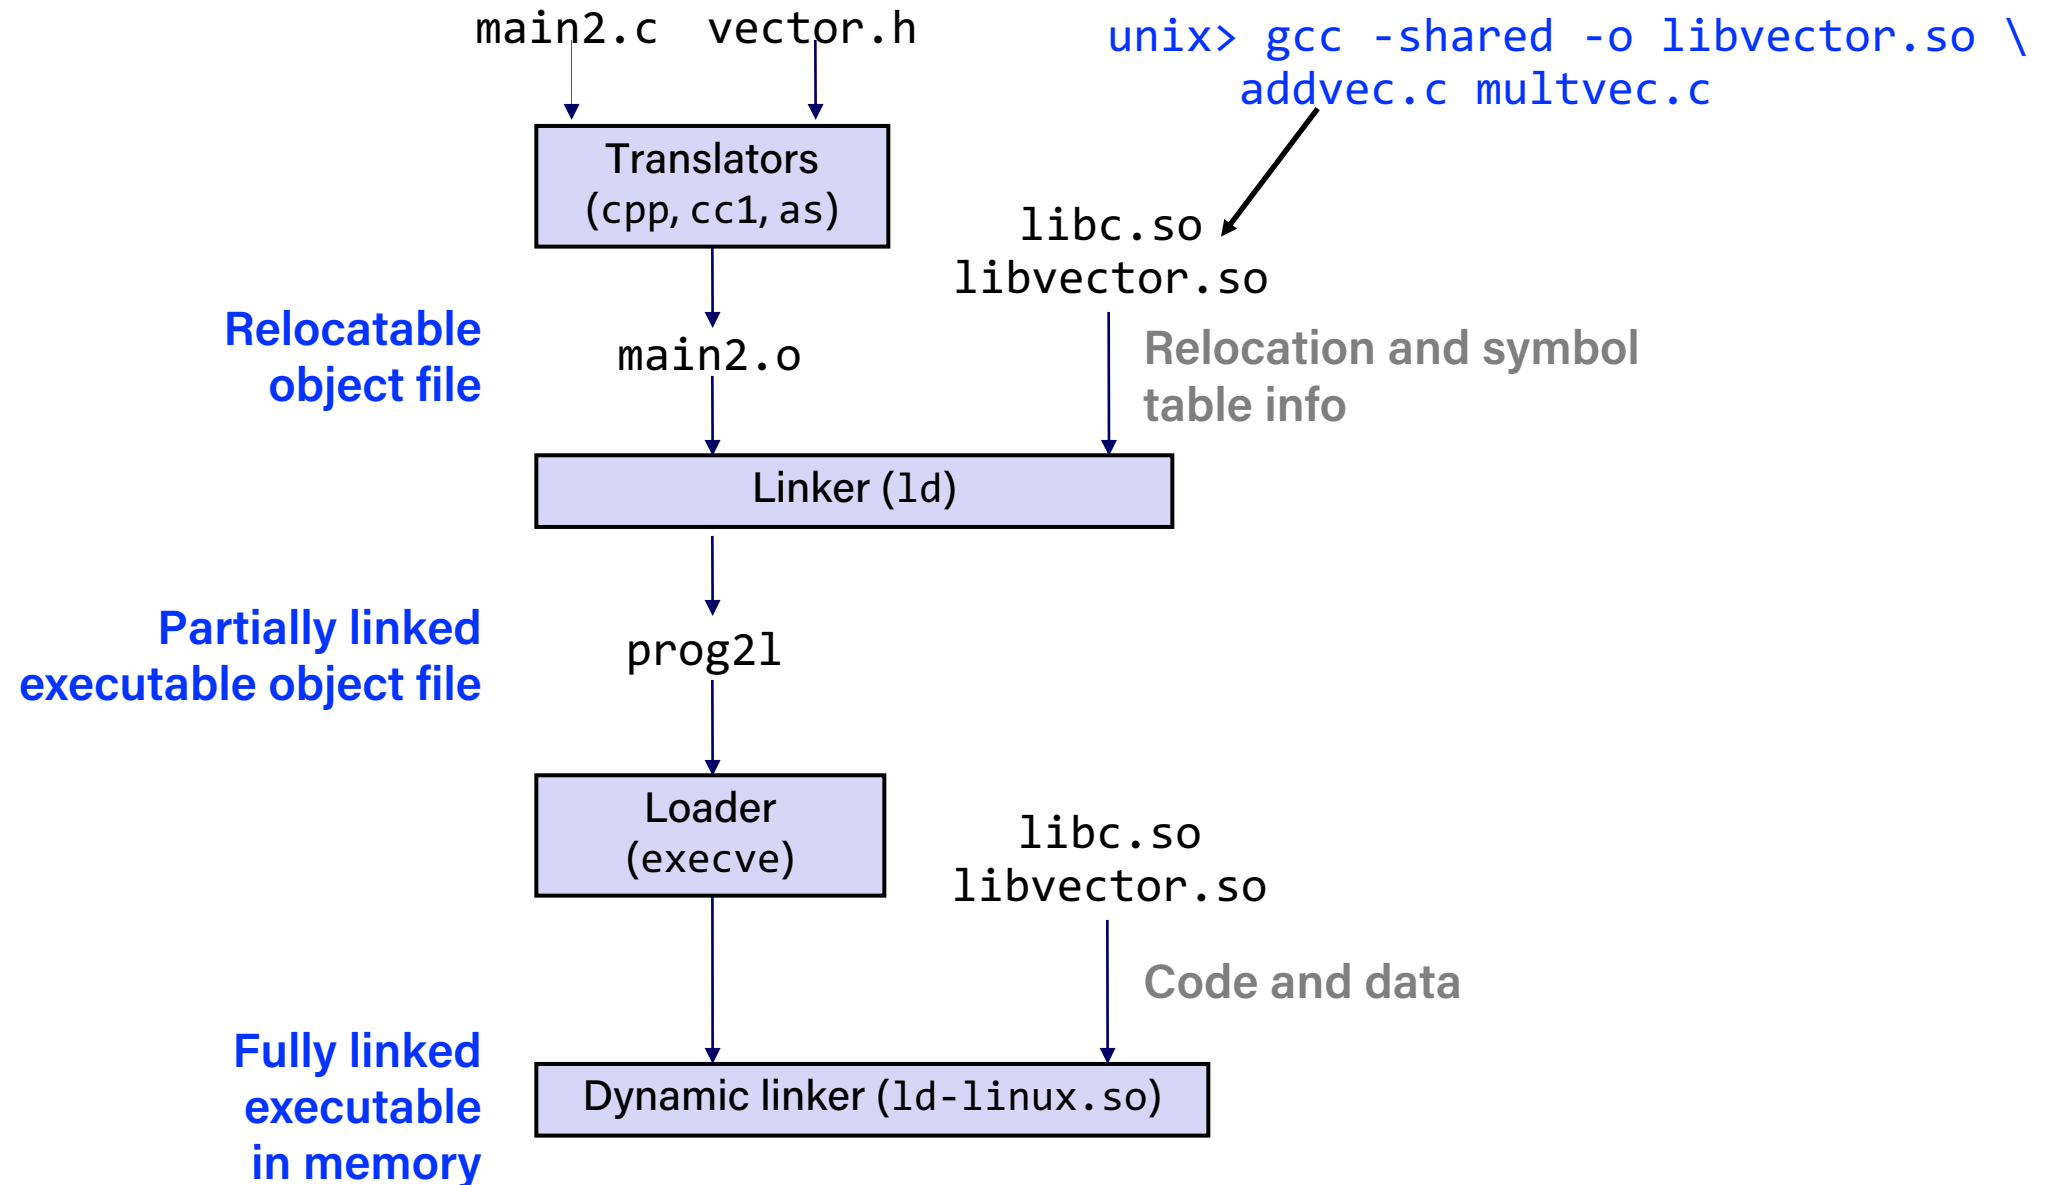 main2.c vector.h
unix> gcc -shared -o libvector.so \
addvec.c multvec.c
Translators
(cpp, cc1, as)
libc.so
libvector.so
Relocatable
object file
main2.o
Relocation and symbol
table info
Linker (ld)
Partially linked
executable object file
prog2l
Loader
(execve)
libc.so
libvector.so
Code and data
Fully linked
executable
in memory
Dynamic linker (ld-linux.so)